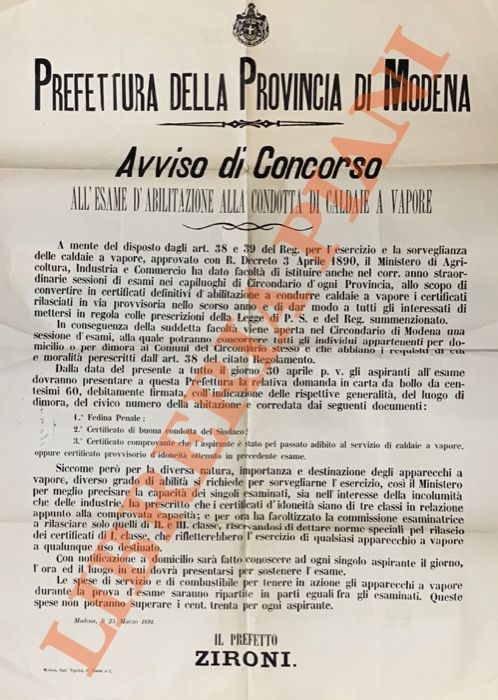 PREFETTURA DELLA PROVINCIA DI MODENA
Avviso di Concorso
ALL'ESAME D'ABILITAZIONE ALLA CONDOTTA DI CALDAIE A VAPORE
A mente del disposto dagli art. 38 e 39 del Reg. per l'esercizio e la sorveglianza
delle caldaie a vapore, approvato con R. Decreto 3 Aprile 1890, il Ministero di Agri-
coltura, Industria e Commercio ha dato facoltà di istituire anche nel corr. anno straor-
dinarie sessioni di esami nei capiluoghi di Circondario d'ogni Provincia, allo scopo di
convertire in certificati definitivi d'abilitazione a condurre caldaie a vapore i certificati
rilasciati in via provvisoria nello scorso anno e di dar modo a tutti gli interessati di
mettersi in regola colle prescrizioni della Legge di P. S. e del Reg. summenzionato.
In conseguenza della suddetta facoltà viene aperta nel Circondario di Modena una
sessione d'esami, alla quale potranno concorrere tutti gli individui appartenenti per do-
micilio o per dimora ai Comuni del Circondario stesso e che abbiano i requisiti di età
e moralità perescritti dall'art. 38 del citato Regolamento.
Dalla data del presente a tutto il giorno 30 aprile p. v. gli aspiranti all'esame
dovranno presentare a questa Prefettura la relativa domanda in carta da bollo da cen-
tesimi 60, debitamente firmata, coll'indicazione delle rispettive generalità, del luogo di
dimora, del civico numero della abitazione e corredata dai seguenti documenti:
1.° Fedina Penale;
2.° Certificato di buona condotta del Sindaco;
3.° Certificato comprovante che l'aspirante è stato pel passato adibito al servizio di caldaie a vapore,
oppure certificato provvisorio d'idoneità ottenuto in precedente esame.
Siccome però per la diversa natura, importanza e destinazione degli apparecchi a
vapore, diverso grado d'abilità si richiede per sorvegliarne l'esercizio, così il Ministero
per meglio precisare la capacità dei singoli esaminati, sia nell'interesse della incolumità
che delle industrie, ha prescritto che i certificati d'idoneità siano di tre classi in relazione
appunto alla comprovata capacità; e per ora ha facoltizzato la commissione esaminatrice
a rilasciare solo quelli di II. e III. classe, riservandosi di dettare norme speciali pel rilascio
dei certificati di I. classe, che rifletterebbero l'esercizio di qualsiasi apparecchio a vapore
a qualunque uso destinato.
Con notificazione a domicilio sarà fatto conoscere ad ogni singolo aspirante il giorno,
l'ora ed il luogo in cui dovrà presentarsi per sostenere l'esame.
Le spese di servizio e di combustibile per tenere in azione gli apparecchi a vapore
durante la prova d'esame saranno ripartite in parti eguali fra gli esaminati. Queste
spese non potranno superare i cent. trenta per ogni aspirante.
Modena, di 25 Marzo 1891.
IL PREFETTO
ZIRONI.
LIBRERIA PIANI